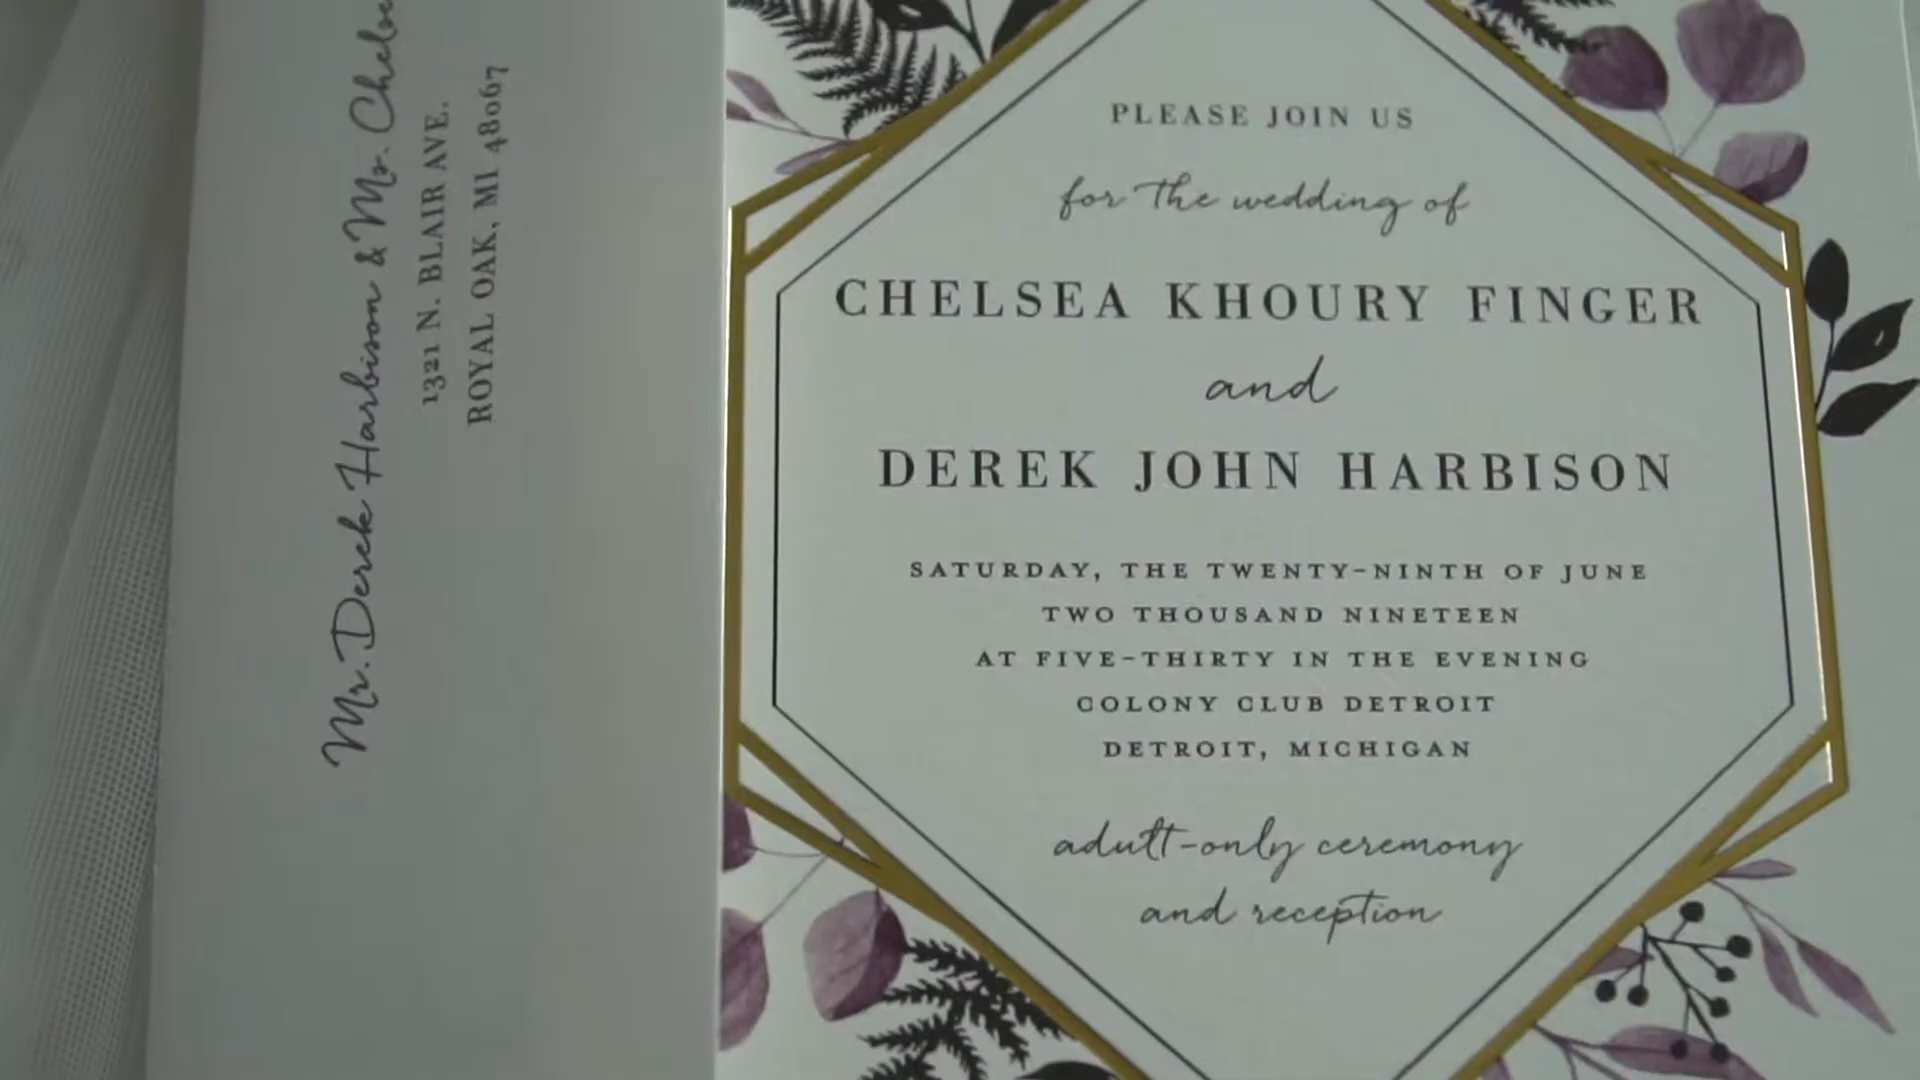 Mr. Derek Harbison & Ms.
1321 N. BLAIR AVE.
ROYAL OAK, MI 48067
PLEASE JOIN US
for the wedding of
CHELSEA KHOURY FINGER
and
DEREK JOHN HARBISON
SATURDAY, THE TWENTY-NINTH OF JUNE
TWO THOUSAND NINETEEN
AT FIVE-THIRTY IN THE EVENING
COLONY CLUB DETROIT
DETROIT, MICHIGAN
adult-only ceremony
and reception